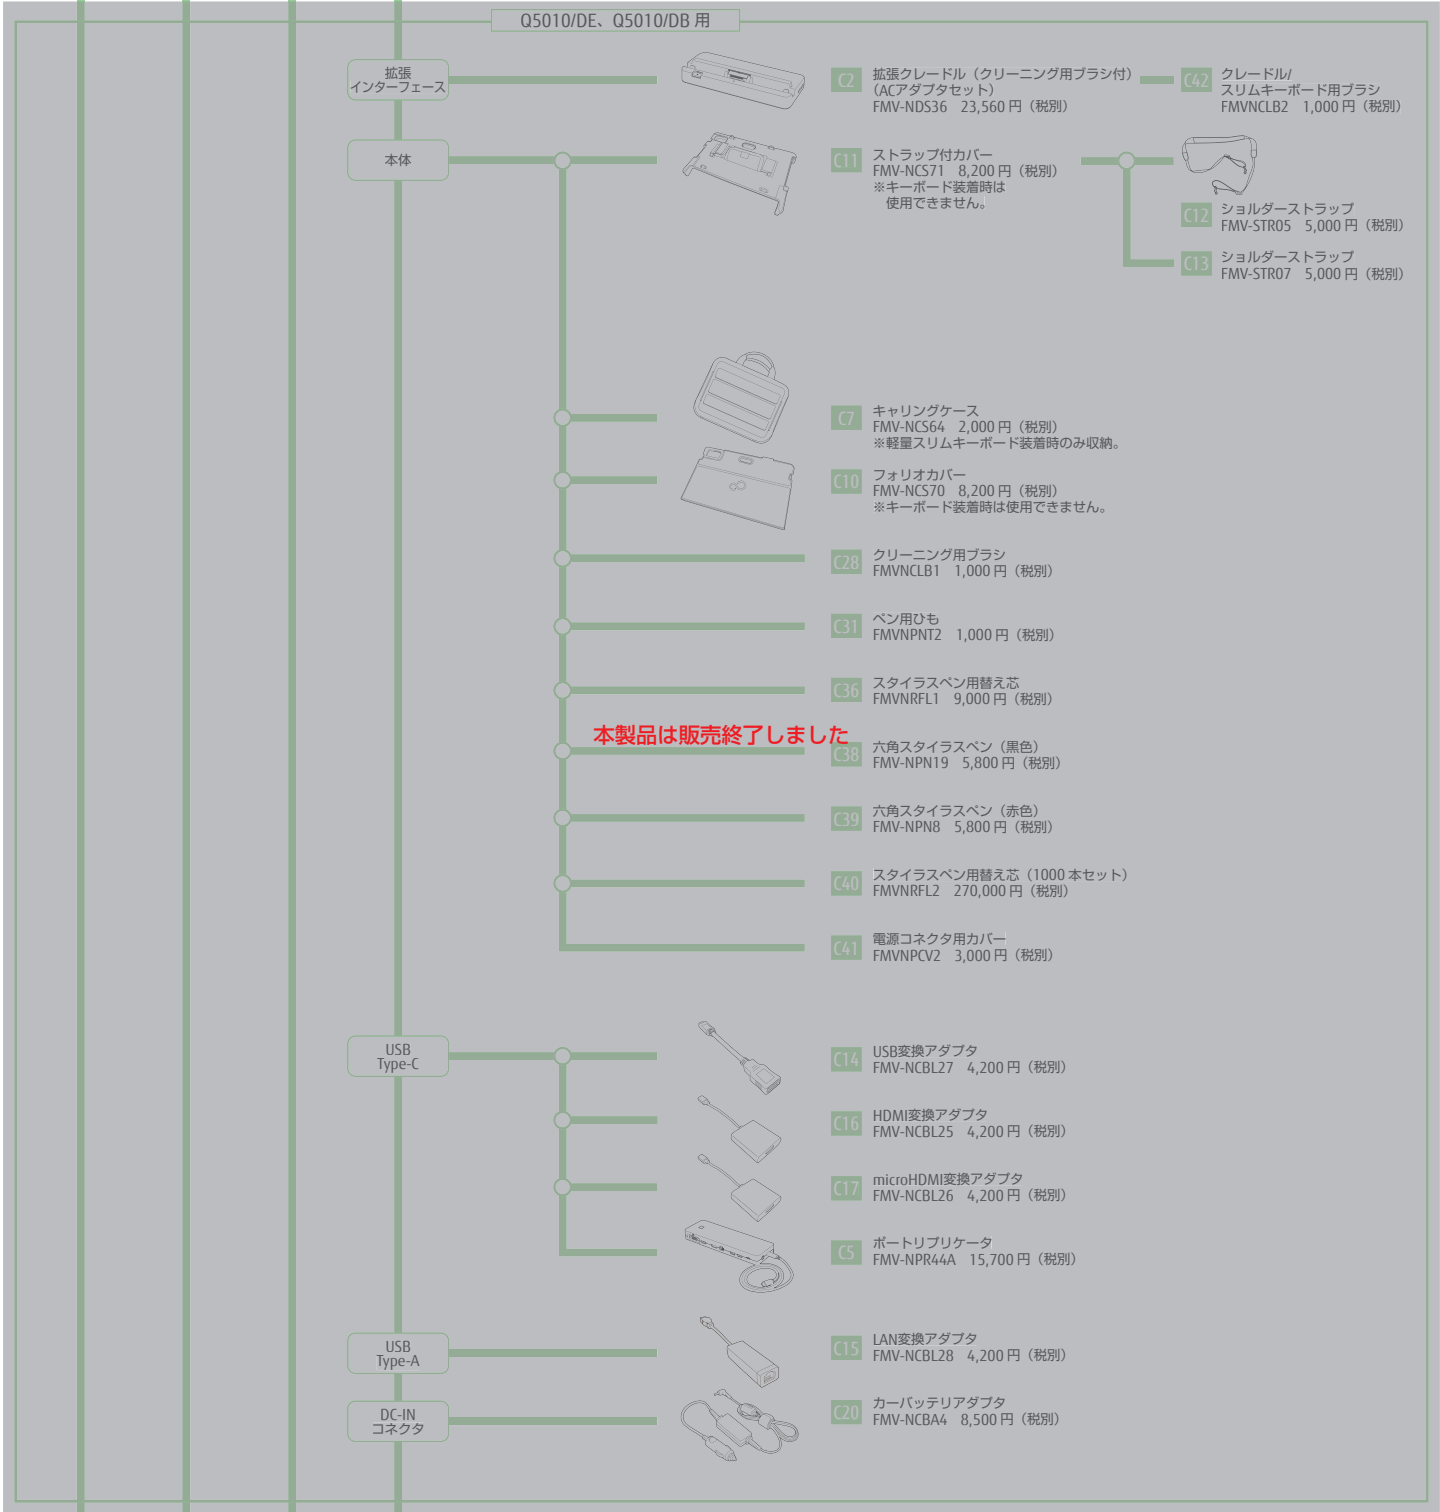 Q5010/DE、Q5010/DB 用
拡張
インターフェース
C2
拡張クレードル（クリーニング用ブラシ付）
（ACアダプタセット）
FMV-NDS36 23,560 円（税別）
C42
クレードル/
スリムキーボード用ブラシ
FMVNCLB2 1,000 円（税別）
本体
C11
ストラップ付カバー
FMV-NCS71 8,200 円（税別）
※キーボード装着時は
使用できません。
C12
ショルダーストラップ
FMV-STR05 5,000 円（税別）
C13
ショルダーストラップ
FMV-STR07 5,000 円（税別）
C7
キャリングケース
FMV-NCS64 2,000 円（税別）
※軽量スリムキーボード装着時のみ収納。
C10
フォリオカバー
FMV-NCS70 8,200 円（税別）
※キーボード装着時は使用できません。
C28
クリーニング用ブラシ
FMVNCLB1 1,000 円（税別）
C31
ペン用ひも
FMVNPNT2 1,000 円（税別）
C36
スタイラスペン用替え芯
FMVNRFL1 9,000 円（税別）
本製品は販売終了しました
C38
六角スタイラスペン（黒色）
FMV-NPN19 5,800 円（税別）
C39
六角スタイラスペン（赤色）
FMV-NPN8 5,800 円（税別）
C40
スタイラスペン用替え芯（1000 本セット）
FMVNRFL2 270,000 円（税別）
C41
電源コネクタ用カバー
FMVNPCV2 3,000 円（税別）
USB
Type-C
C14
USB変換アダプタ
FMV-NCBL27 4,200 円（税別）
C16
HDMI変換アダプタ
FMV-NCBL25 4,200 円（税別）
C17
microHDMI変換アダプタ
FMV-NCBL26 4,200 円（税別）
C5
ポートリプリケータ
FMV-NPR44A 15,700 円（税別）
USB
Type-A
C15
LAN変換アダプタ
FMV-NCBL28 4,200 円（税別）
DC-IN
コネクタ
C20
カーバッテリアダプタ
FMV-NCBA4 8,500 円（税別）